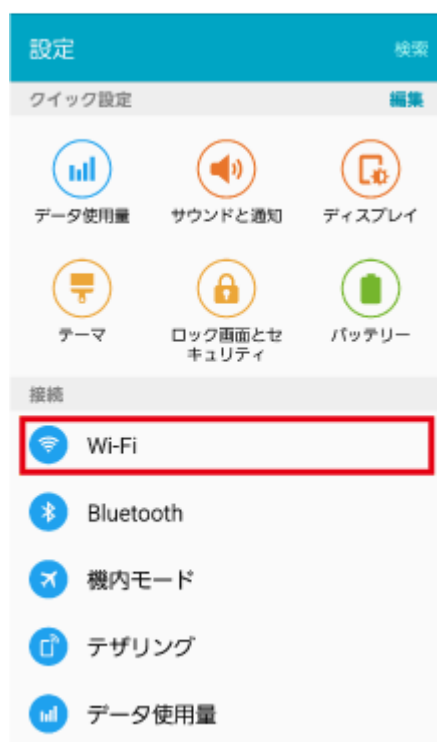 設定 検索
クイック設定 編集
データ使用量 サウンドと通知 ディスプレイ
テーマ ロック画面とセ バッテリー
キュリティ
接続
Wi-Fi
Bluetooth
機内モード
テザリング
データ使用量